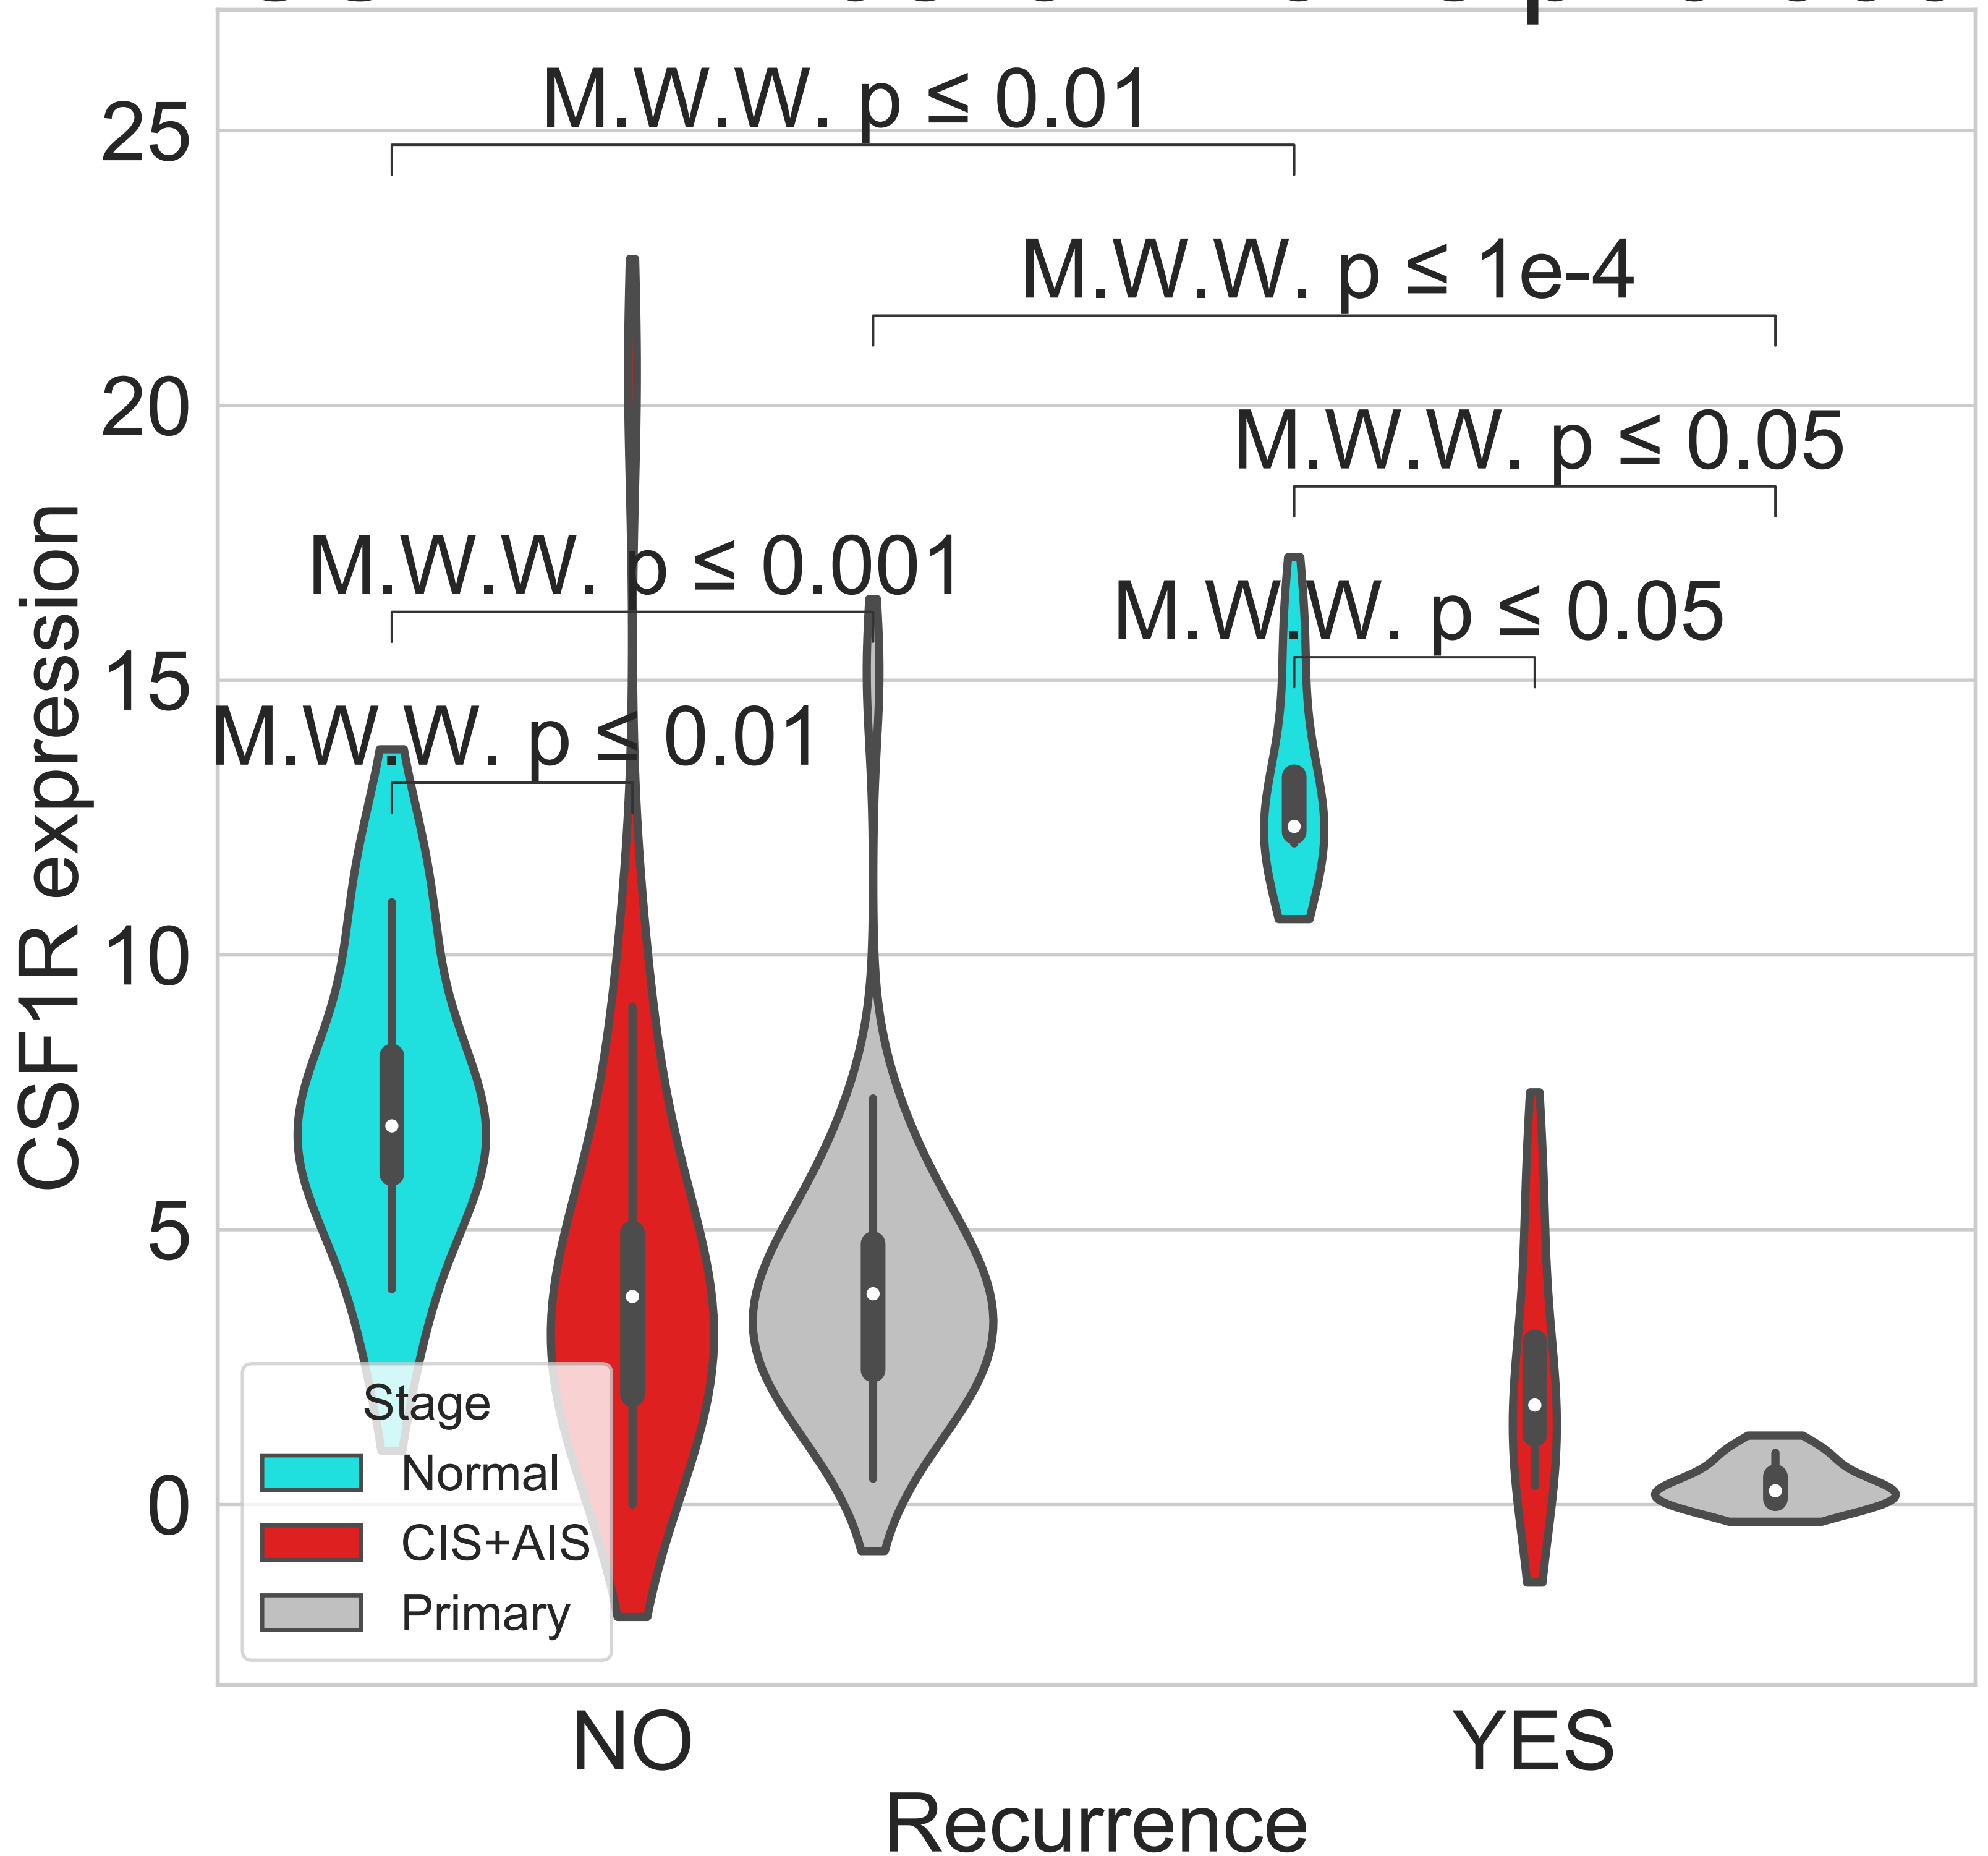 25
M.W.W. p ≤ 0.01
M.W.W. p ≤ 1e-4
20
M.W.W. p ≤ 0.05
M.W.W. p ≤ 0.001
M.W.W. p ≤ 0.05
15
M.W.W. p ≤ 0.01
10
5
0
CSF1R expression
Stage
Normal
CIS+AIS
Primary
NO
YES
Recurrence